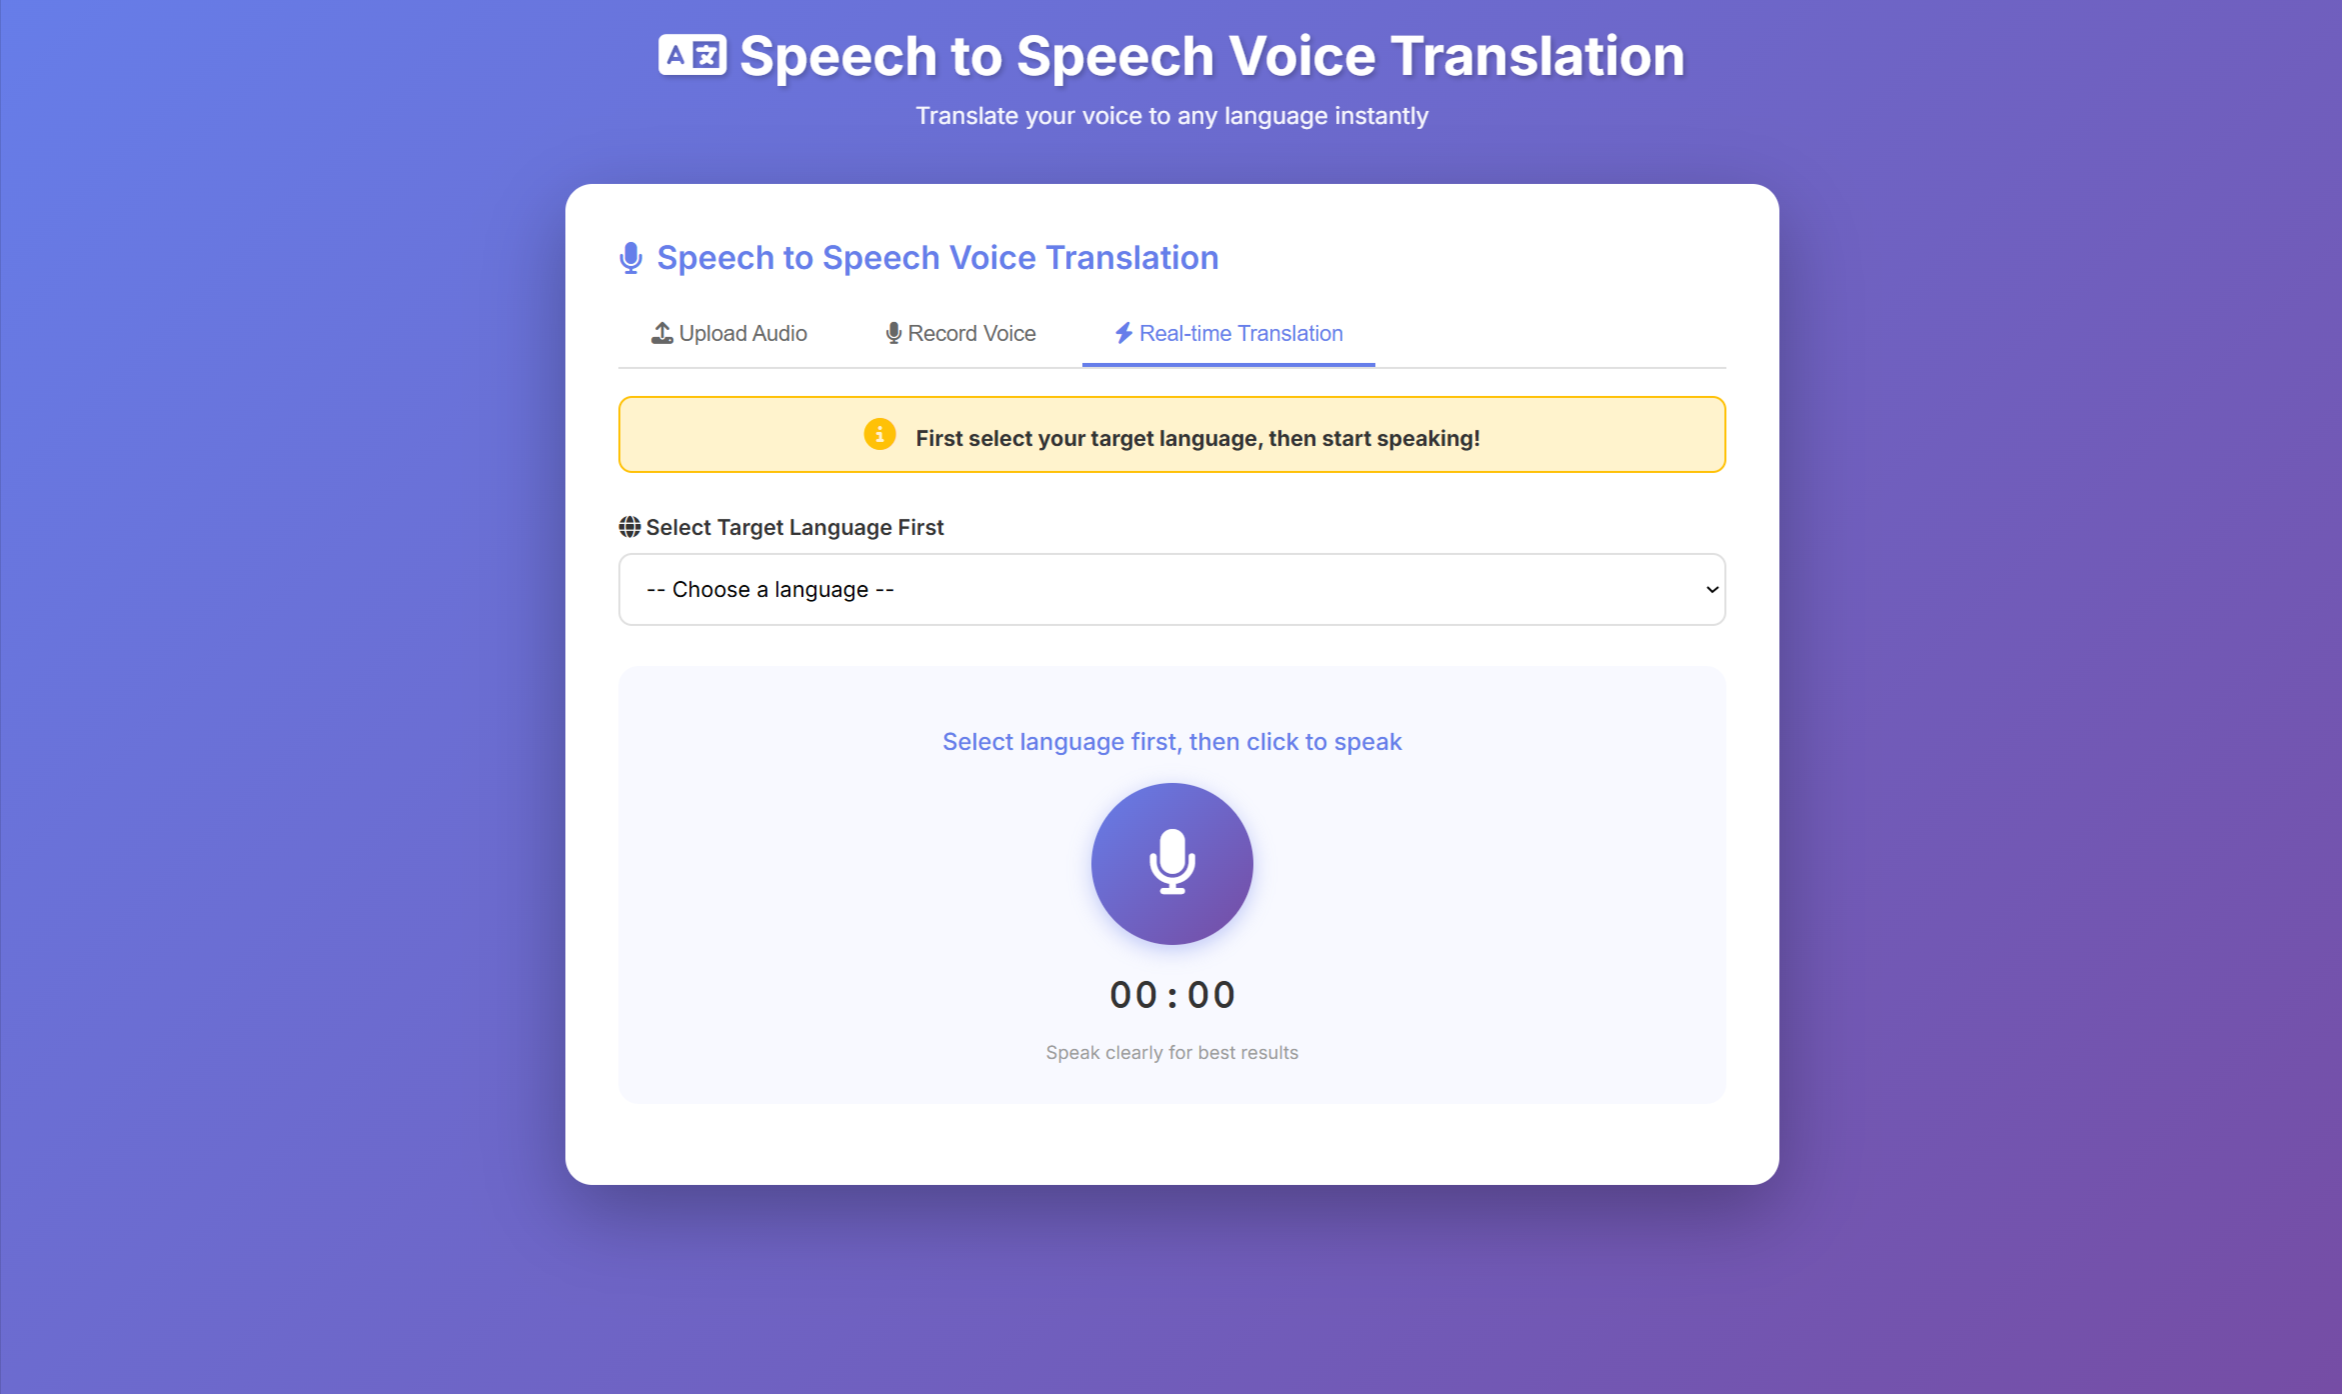 Speech to Speech Voice Translation
Translate your voice to any language instantly
Speech to Speech Voice Translation
Upload Audio
Record Voice
Real-time Translation
First select your target language, then start speaking!
Select Target Language First
-- Choose a language --
Select language first, then click to speak
00:00
Speak clearly for best results